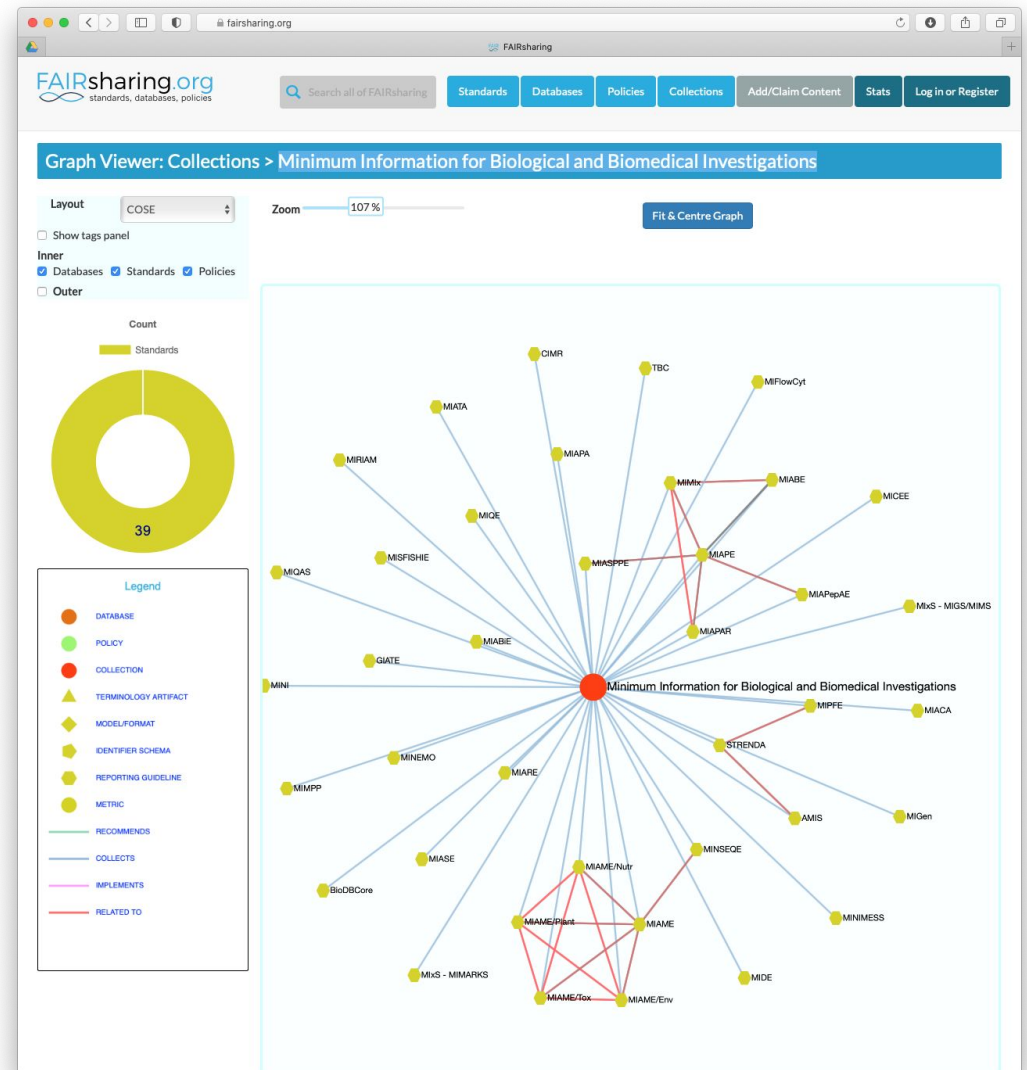 fairsharing.org
FAIRsharing
FAIRsharing.org
standards, databases, policies
Search all of FAIRsharing
Standards
Databases
Policies
Collections
Add/Claim Content
Stats
Log in or Register
Graph Viewer: Collections > Minimum Information for Biological and Biomedical Investigations
Layout
COSE
Zoom
107 %
Fit & Centre Graph
Show tags panel
Inner
Databases
Standards
Policies
Outer
Count
Standards
39
Legend
DATABASE
POLICY
COLLECTION
TERMINOLOGY ARTIFACT
MODEL/FORMAT
IDENTIFIER SCHEMA
REPORTING GUIDELINE
METRIC
RECOMMENDS
COLLECTS
IMPLEMENTS
RELATED TO
CIMR
TBC
MIFlowCyt
MIATA
MIAPA
MIRIAM
MIMIx
MIABE
MICEE
MIQE
MISFISHIE
MIAPE
MIASPPE
MIQAS
MIAPepAE
MIxS - MIGS/MIMS
MIAPAR
MIABiE
GIATE
MINI
Minimum Information for Biological and Biomedical Investigations
MIPFE
MIACA
STRENDA
MINEMO
MIARE
MIMPP
AMIS
MIGen
MINSEQE
MIASE
MIAME/Nutr
BioDBCore
MIAME/Plant
MIAME
MINIMESS
MIxS - MIMARKS
MIDE
MIAME/Tox
MIAME/Env